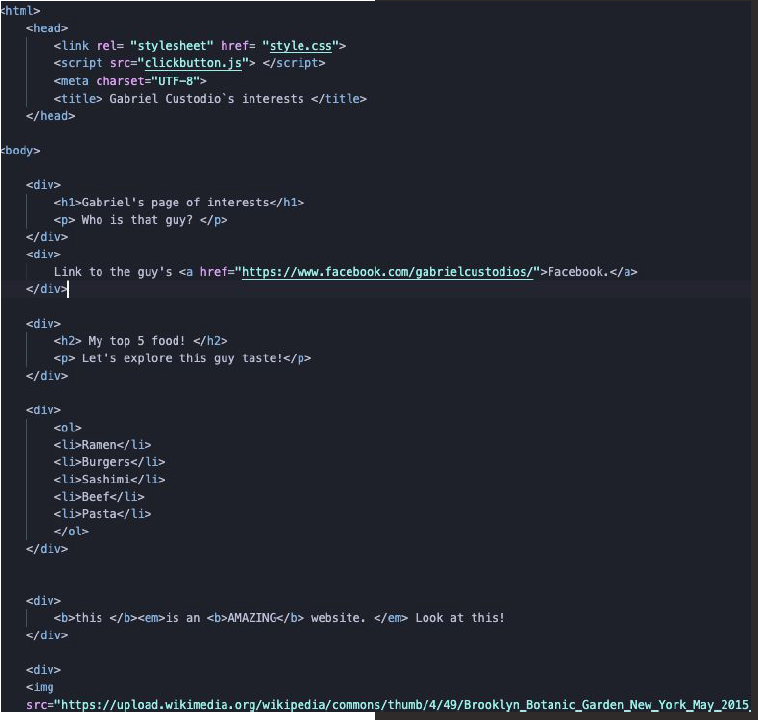 <html>
<head>
<link rel= "stylesheet" href= "style.css">
<script src="clickbutton.js"> </script>
<meta charset="UTF-8">
<title> Gabriel Custodio`s interests </title>
</head>
<body>
<div>
<h1>Gabriel's page of interests</h1>
<p> Who is that guy? </p>
</div>
<div>
Link to the guy's <a href="https://www.facebook.com/gabrielcustodios/">Facebook.</a>
</div>
<div>
<h2> My top 5 food! </h2>
<p> Let's explore this guy taste!</p>
</div>
<div>
<ol>
<li>Ramen</li>
<li>Burgers</li>
<li>Sashimi</li>
<li>Beef</li>
<li>Pasta</li>
</ol>
</div>
<div>
<b>this </b><em>is an <b>AMAZING</b> website. </em> Look at this!
</div>
<div>
<img
src="https://upload.wikimedia.org/wikipedia/commons/thumb/4/49/Brooklyn_Botanic_Garden_New_York_May_2015_